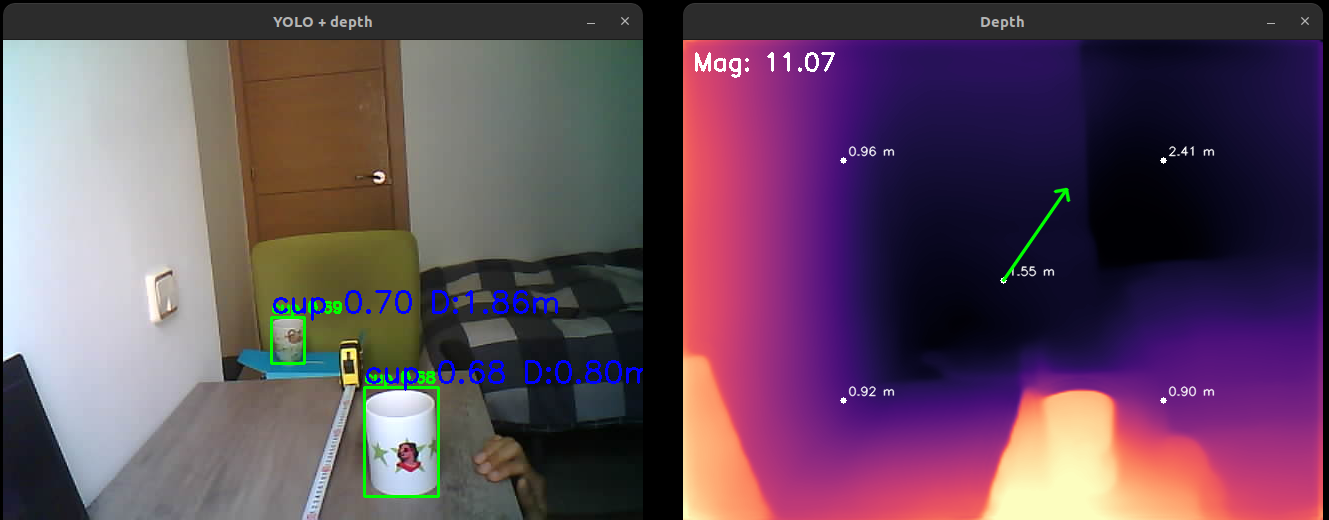 YOLO + depth
cup 0.70 D:1.86m
cup 0.68 D:0.80m
Depth
Mag: 11.07
0.96 m
2.41 m
1.55 m
0.92 m
0.90 m